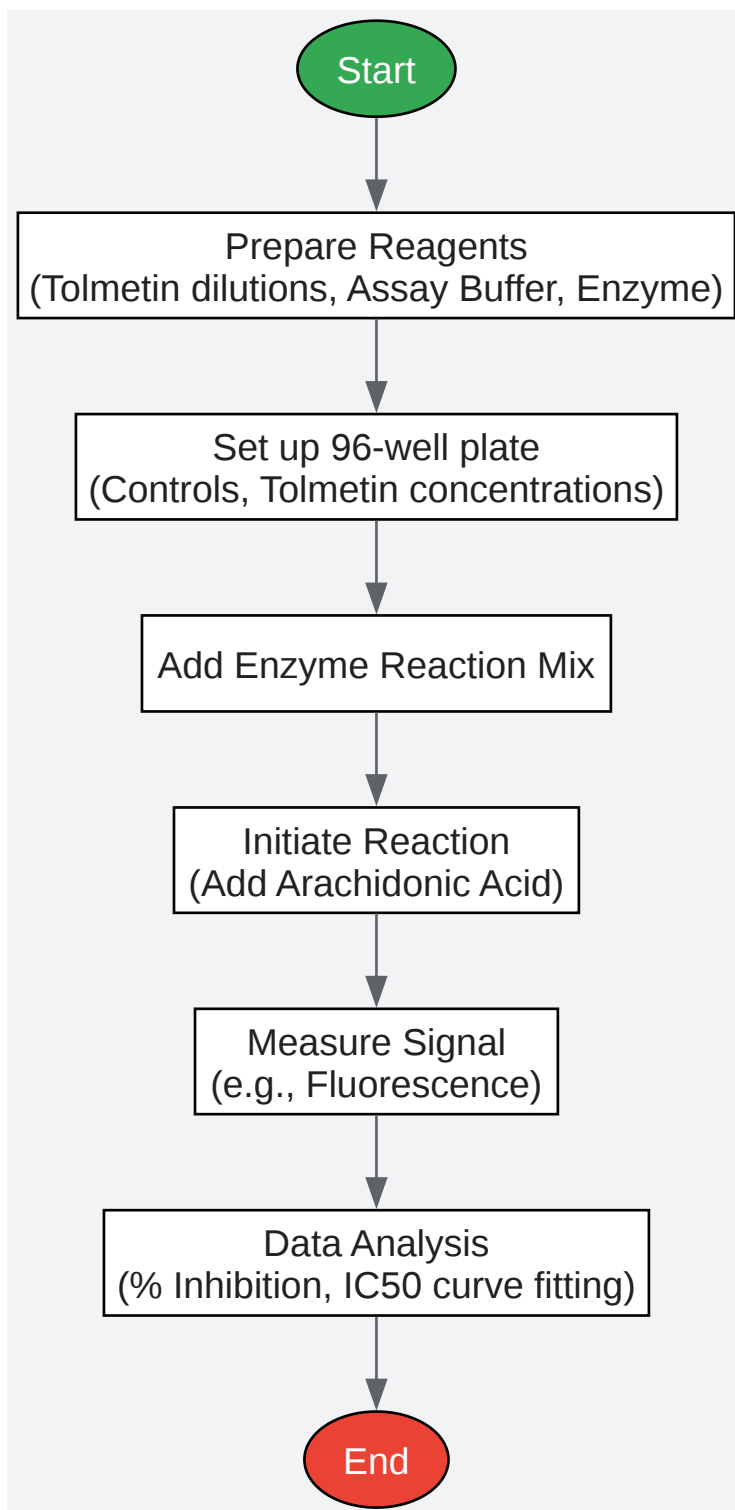 Start
Prepare Reagents
(Tolmetin dilutions, Assay Buffer, Enzyme)
Set up 96-well plate
(Controls, Tolmetin concentrations)
Add Enzyme Reaction Mix
Initiate Reaction
(Add Arachidonic Acid)
Measure Signal
(e.g., Fluorescence)
Data Analysis
(% Inhibition, IC50 curve fitting)
End